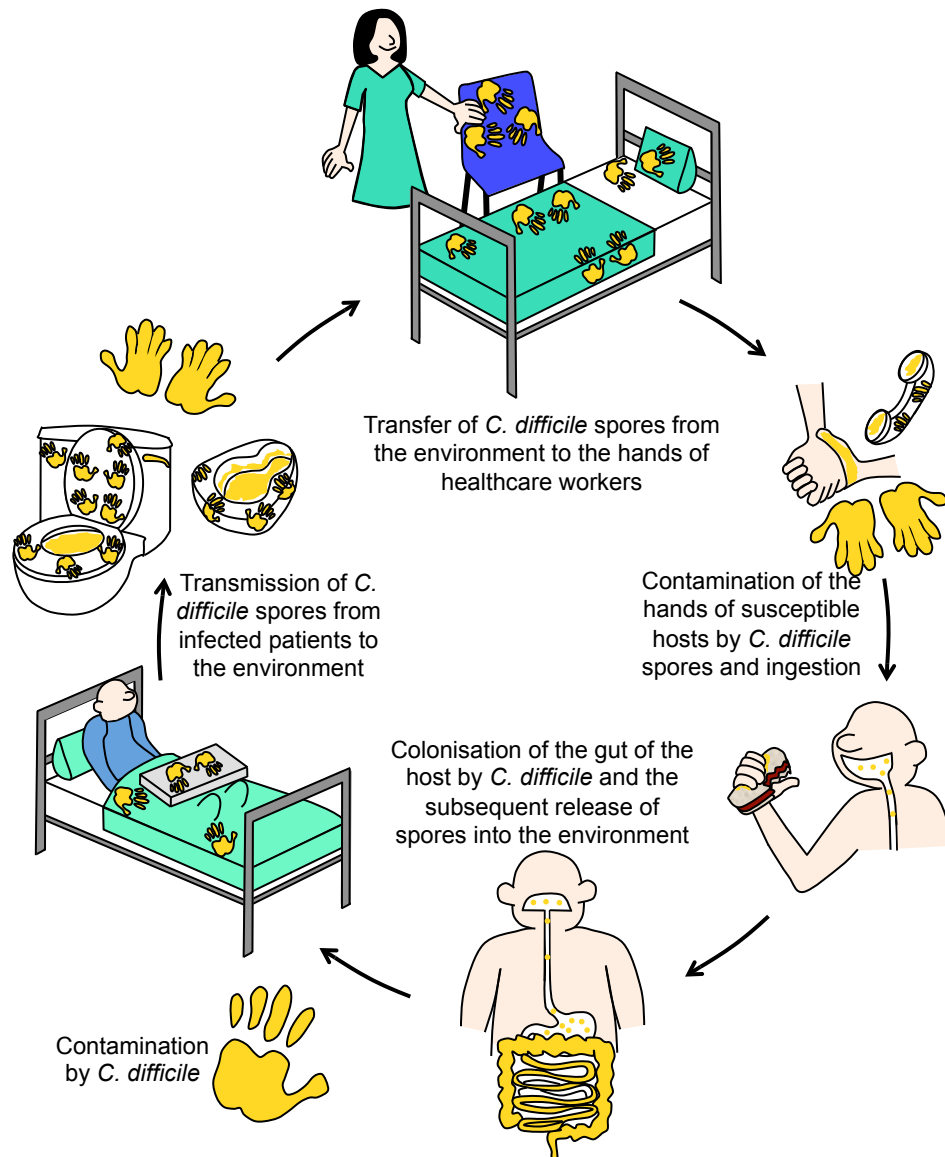 Transfer of C. difficile spores from
the environment to the hands of
healthcare workers
Contamination of the
hands of susceptible
hosts by C. difficile
spores and ingestion
Colonisation of the gut of the
host by C. difficile and the
subsequent release of
spores into the environment
Transmission of C.
difficile spores from
infected patients to
the environment
Contamination
by C. difficile